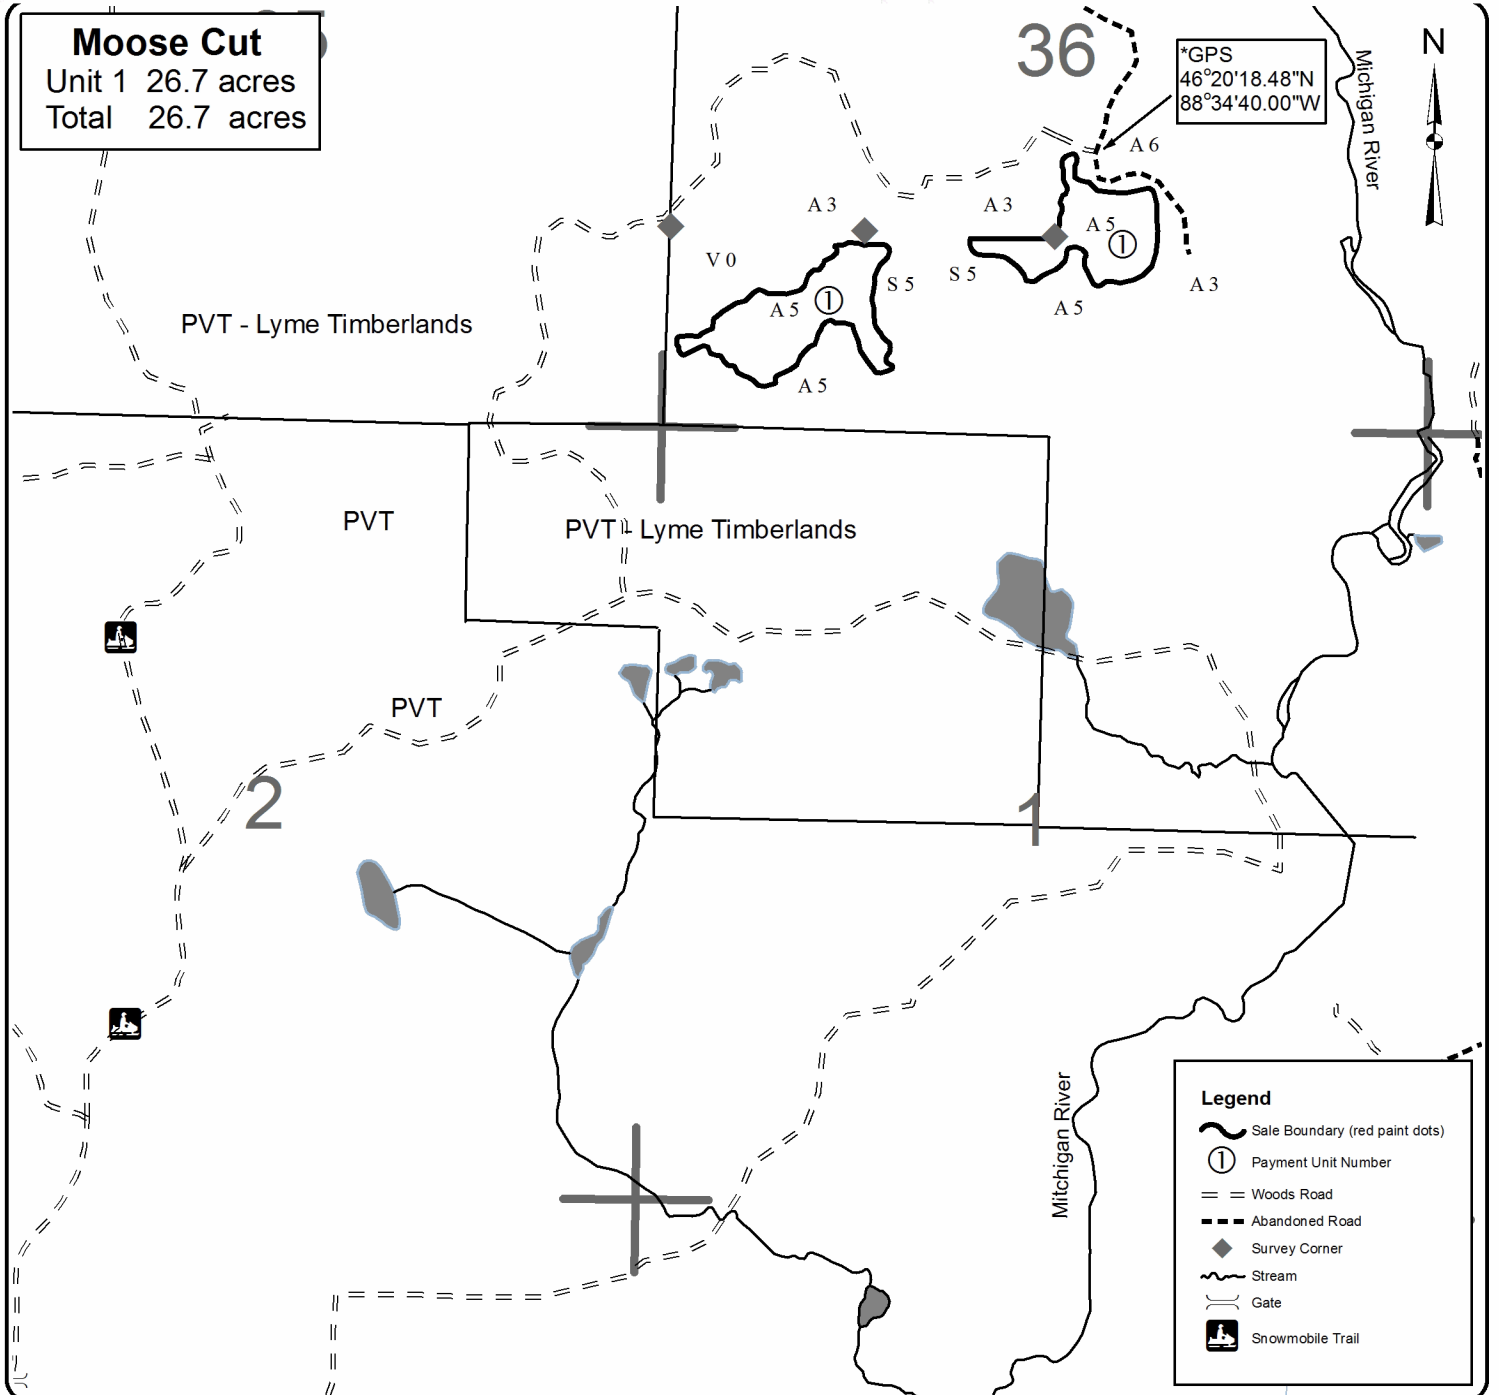 Moose Cut
Unit 1 26.7 acres
Total 26.7 acres
36
*GPS
46°20'18.48"N
88°34'40.00"W
N
Michigan River
A 6
A 3
A 3
A 5
1
V 0
S 5
S 5
A 3
A 5
1
A 5
A 5
PVT - Lyme Timberlands
PVT
PVT - Lyme Timberlands
PVT
2
1
Mitchigan River
Legend
Sale Boundary (red paint dots)
1 Payment Unit Number
Woods Road
Abandoned Road
Survey Corner
Stream
Gate
Snowmobile Trail